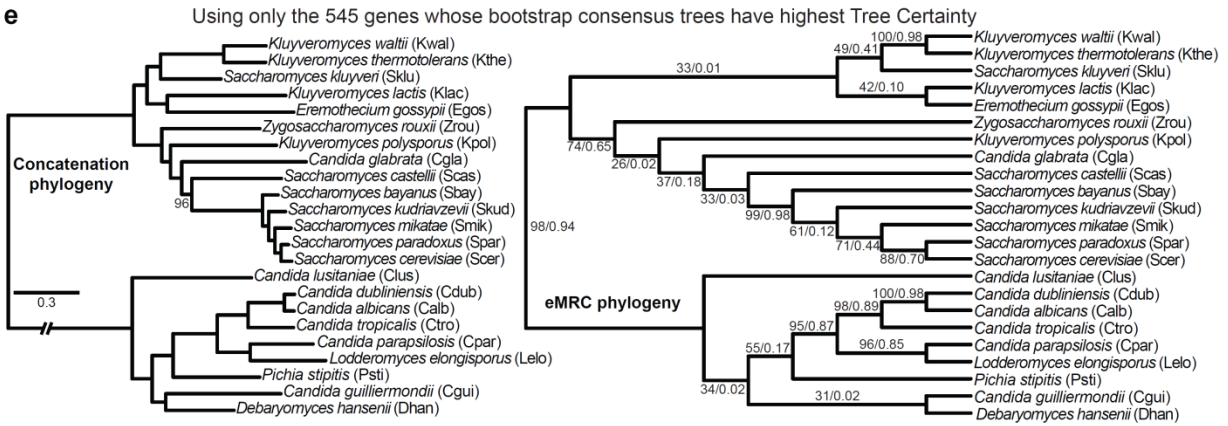 e
Using only the 545 genes whose bootstrap consensus trees have highest Tree Certainty
Kluyveromyces waltii (Kwal)
Kluyveromyces thermotolerans (Kthe)
Saccharomyces kluyveri (Sklu)
Kluyveromyces lactis (Klac)
Eremothecium gossypii (Egos)
Zygosaccharomyces rouxii (Zrou)
Kluyveromyces polysporus (Kpol)
Candida glabrata (Cgla)
Saccharomyces castellii (Scas)
Saccharomyces bayanus (Sbay)
Saccharomyces kudriavzevii (Skud)
Saccharomyces mikatae (Smik)
Saccharomyces paradoxus (Spar)
Saccharomyces cerevisiae (Scer)
Candida lusitaniae (Clus)
Candida dubliniensis (Cdub)
Candida albicans (Calb)
Candida tropicalis (Ctro)
Candida parapsilosis (Cpar)
Lodderomyces elongisporus (Lelo)
Pichia stipitis (Psti)
Candida guilliermondii (Cgui)
Debaryomyces hansenii (Dhan)
Concatenation
phylogeny
96
0.3
Kluyveromyces waltii (Kwal)
Kluyveromyces thermotolerans (Kthe)
Saccharomyces kluyveri (Sklu)
Kluyveromyces lactis (Klac)
Eremothecium gossypii (Egos)
Zygosaccharomyces rouxii (Zrou)
Kluyveromyces polysporus (Kpol)
Candida glabrata (Cgla)
Saccharomyces castellii (Scas)
Saccharomyces bayanus (Sbay)
Saccharomyces kudriavzevii (Skud)
Saccharomyces mikatae (Smik)
Saccharomyces paradoxus (Spar)
Saccharomyces cerevisiae (Scer)
Candida lusitaniae (Clus)
Candida dubliniensis (Cdub)
Candida albicans (Calb)
Candida tropicalis (Ctro)
Candida parapsilosis (Cpar)
Lodderomyces elongisporus (Lelo)
Pichia stipitis (Psti)
Candida guilliermondii (Cgui)
Debaryomyces hansenii (Dhan)
eMRC phylogeny
100/0.98
49/0.41
33/0.01
42/0.10
74/0.65
26/0.02
37/0.18
33/0.03
99/0.98
61/0.12
71/0.44
88/0.70
98/0.94
100/0.98
98/0.89
95/0.87
96/0.85
55/0.17
34/0.02
31/0.02